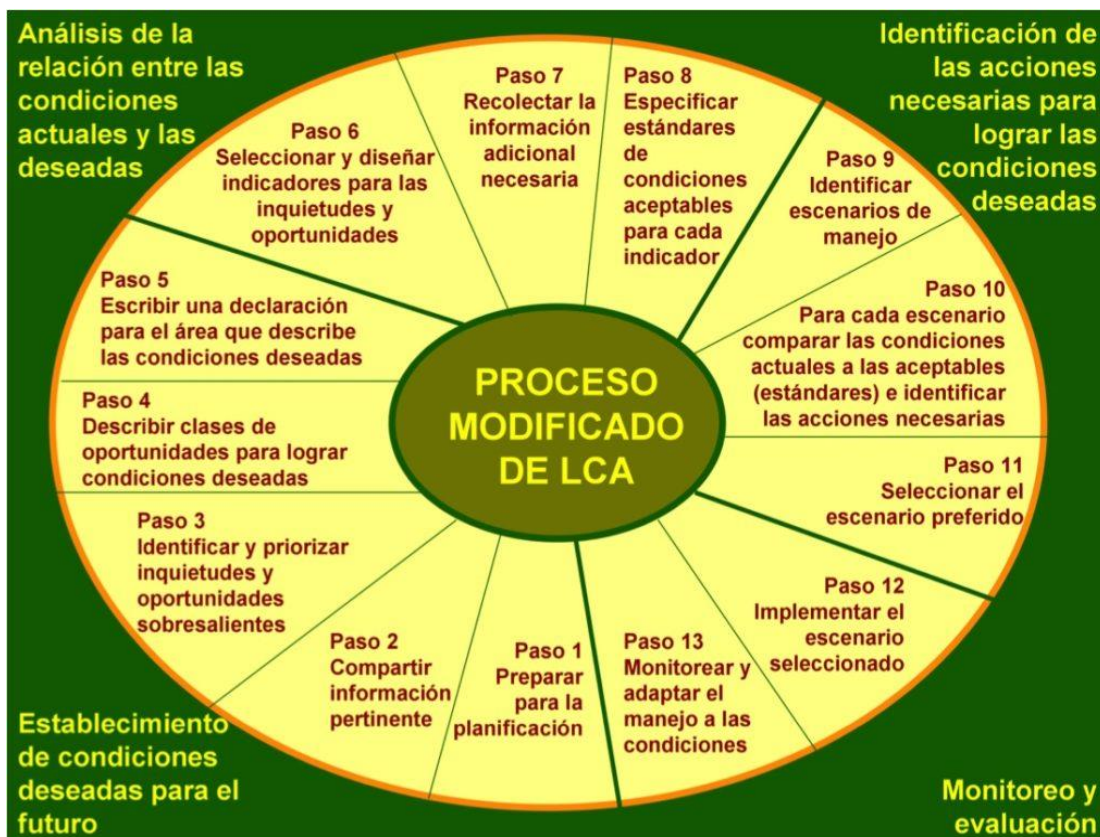 Análisis de la
relación entre las
condiciones
actuales y las
deseadas
Identificación de
las acciones
necesarias para
lograr las
condiciones
deseadas
PROCESO
MODIFICADO
DE LCA
Paso 1
Preparar
para la
planificación
Paso 2
Compartir
información
pertinente
Paso 3
Identificar y priorizar
inquietudes y
oportunidades
sobresalientes
Paso 4
Describir clases de
oportunidades para lograr
condiciones deseadas
Paso 5
Escribir una declaración
para el área que describe
las condiciones deseadas
Paso 6
Seleccionar y diseñar
indicadores para las
inquietudes y
oportunidades
Paso 7
Recolectar la
información
adicional
necesaria
Paso 8
Especificar
estándares
de
condiciones
aceptables
para cada
indicador
Paso 9
Identificar
escenarios de
manejo
Paso 10
Para cada escenario
comparar las condiciones
actuales a las aceptables
(estándares) e identificar
las acciones necesarias
Paso 11
Seleccionar el
escenario preferido
Paso 12
Implementar el
escenario
seleccionado
Paso 13
Monitorear y
adaptar el
manejo a las
condiciones
Establecimiento
de condiciones
deseadas para el
futuro
Monitoreo y
evaluación